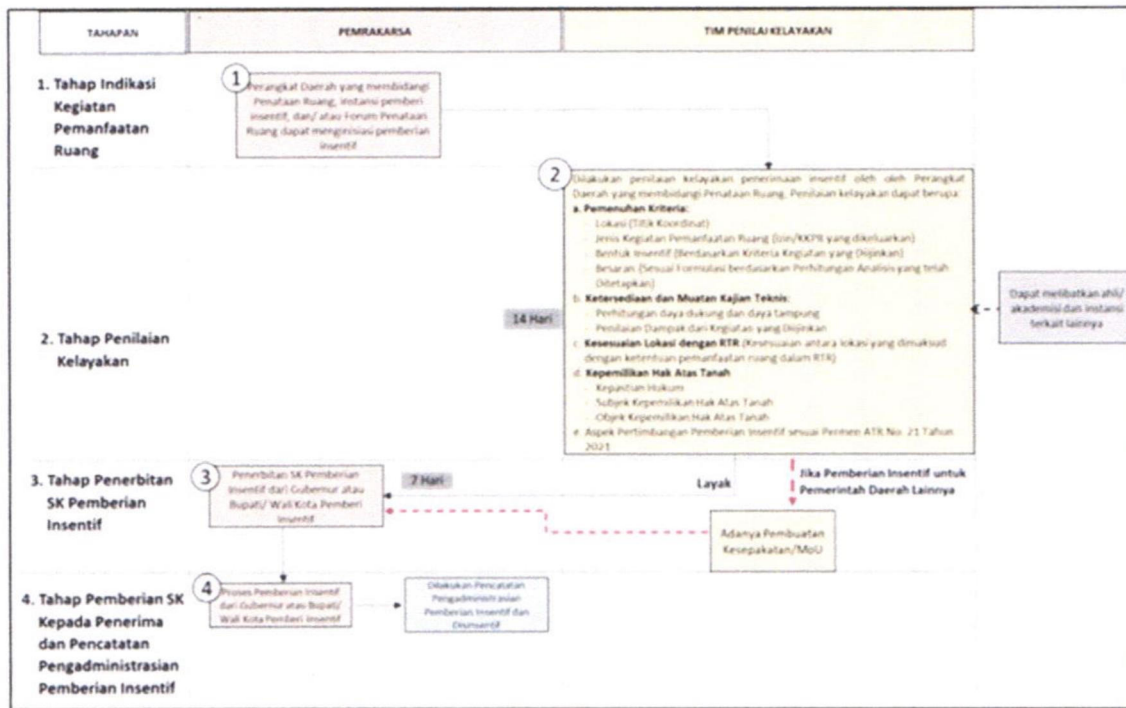 TAHAPAN
PEMRAKARSA
TIM PENILAI KELAYAKAN
1. Tahap Indikasi
Kegiatan
Pemanfaatan
Ruang
1
Perangkat Daerah yang membidangi
Penataan Ruang, instansi pemberi
insentif, dan/ atau Forum Penataan
Ruang dapat menginisiasi pemberian
insentif
2. Tahap Penilaian
Kelayakan
14 Hari
2
Dilakukan penilaian kelayakan penerimaan insentif oleh oleh Perangkat
Daerah yang membidangi Penataan Ruang. Penilaian kelayakan dapat berupa:
a. Pemenuhan Kriteria:
- Lokasi (Titik Koordinat)
- Jenis Kegiatan Pemanfaatan Ruang (Izin/KKPR yang dikeluarkan)
- Bentuk Insentif (Berdasarkan Kriteria Kegiatan yang Diijinkan)
- Besaran (Sesuai Formulasi berdasarkan Perhitungan Analisis yang telah
Ditetapkan)
b. Ketersediaan dan Muatan Kajian Teknis:
- Perhitungan daya dukung dan daya tampung
- Penilaian Dampak dari Kegiatan yang Diijinkan
c. Kesesuaian Lokasi dengan RTR (Kesesuaian antara lokasi yang dimaksud
dengan ketentuan pemanfaatan ruang dalam RTR)
d. Kepemilikan Hak Atas Tanah
- Kepastian Hukum
- Subjek Kepemilikan Hak Atas Tanah
- Objek Kepemilikan Hak Atas Tanah
e. Aspek Pertimbangan Pemberian Insentif sesuai Permen ATR No. 21 Tahun
2021
Dapat melibatkan ahli/
akademisi dan instansi
terkait lainnya
3. Tahap Penerbitan
SK Pemberian
Insentif
3
Penerbitan SK Pemberian
Insentif dari Gubernur atau
Bupati/ Wali Kota Pemberi
Insentif
7 Hari
Layak
Jika Pemberian Insentif untuk
Pemerintah Daerah Lainnya
Adanya Pembuatan
Kesepakatan/MoU
4. Tahap Pemberian SK
Kepada Penerima
dan Pencatatan
Pengadministrasian
Pemberian Insentif
4
Proses Pemberian Insentif
dari Gubernur atau Bupati/
Wali Kota Pemberi Insentif
Dilakukan Pencatatan
Pengadministrasian
Pemberian Insentif dan
Disinsentif